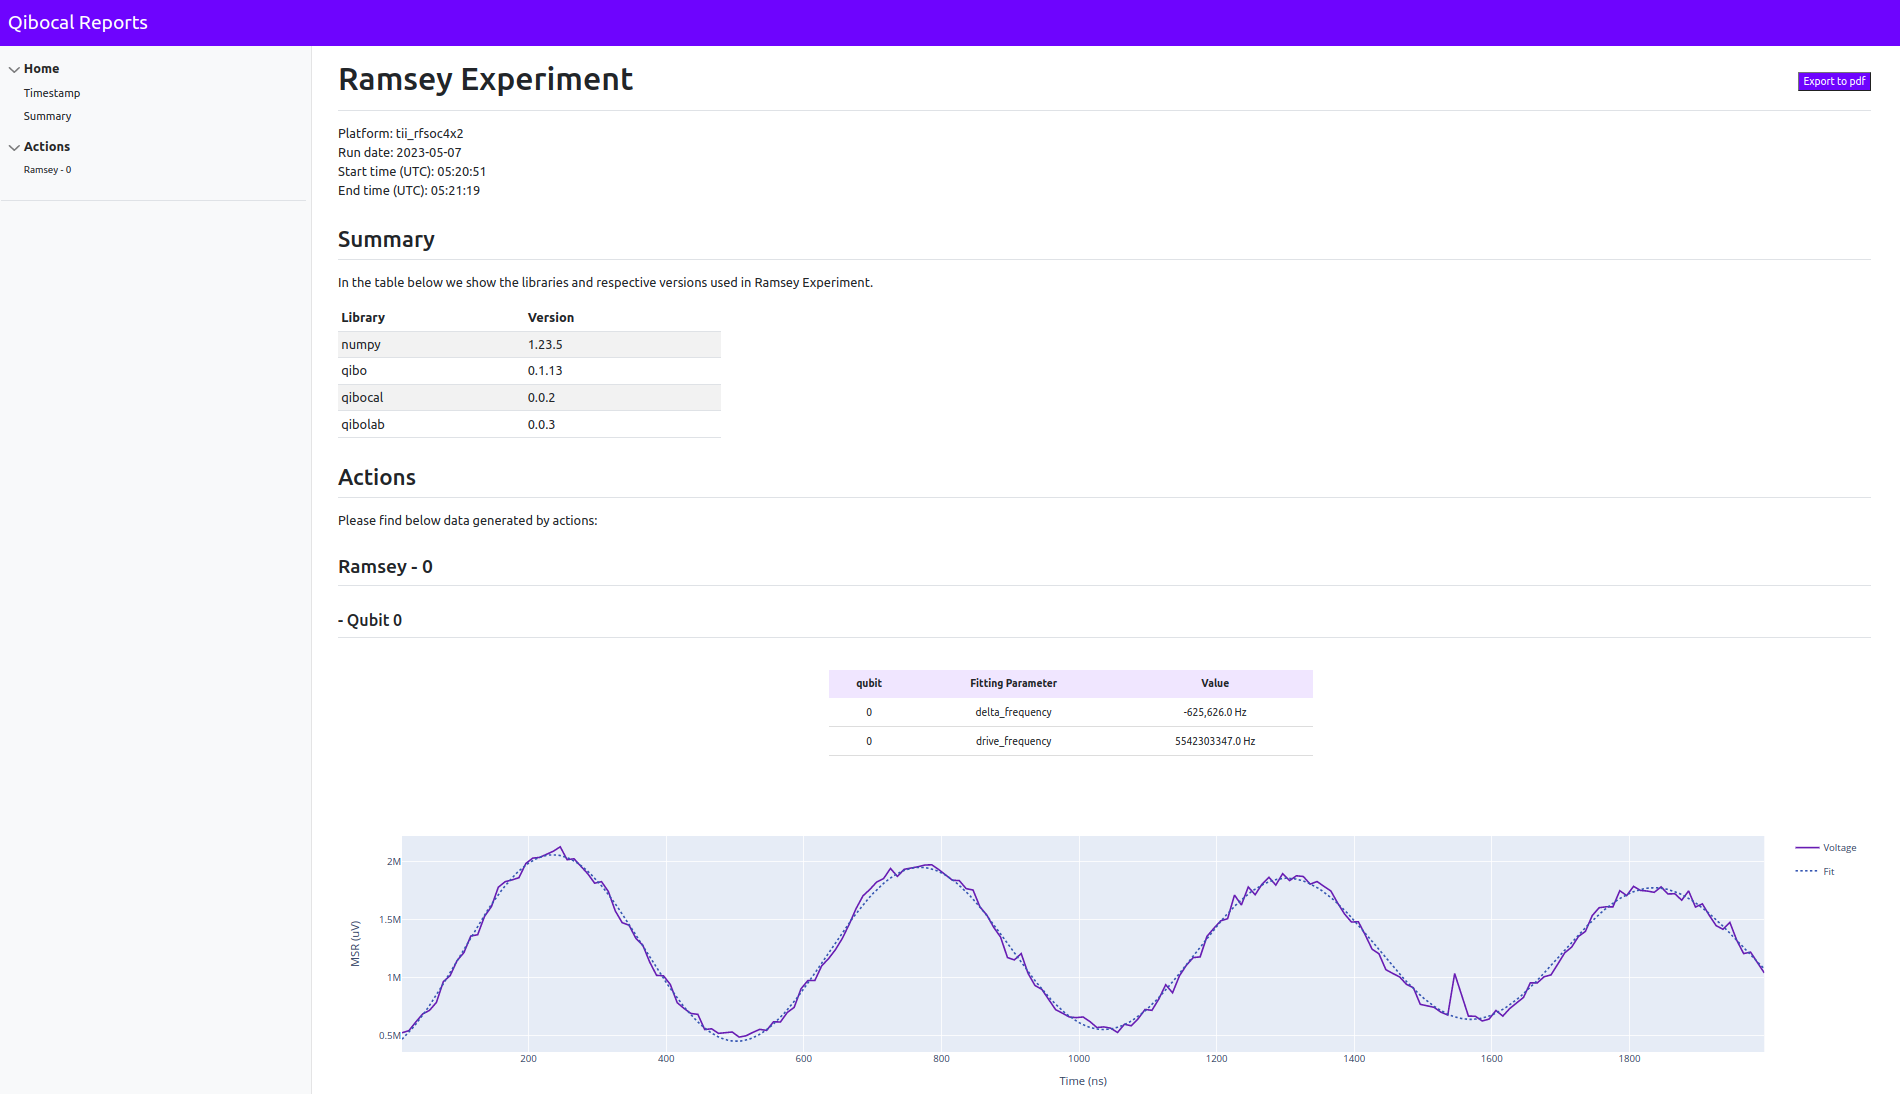 Qibocal Reports
Home
Timestamp
Summary
Actions
Ramsey - 0
Ramsey Experiment
Export to pdf
Platform: tii_rfsoc4x2
Run date: 2023-05-07
Start time (UTC): 05:20:51
End time (UTC): 05:21:19
Summary
In the table below we show the libraries and respective versions used in Ramsey Experiment.
Library Version
numpy 1.23.5
qibo 0.1.13
qibocal 0.0.2
qibolab 0.0.3
Actions
Please find below data generated by actions:
Ramsey - 0
- Qubit 0
qubit Fitting Parameter Value
0 delta_frequency -625,626.0 Hz
0 drive_frequency 5542303347.0 Hz
Voltage
Fit
2M
1.5M
1M
0.5M
MSR (uV)
200 400 600 800 1000 1200 1400 1600 1800
Time (ns)